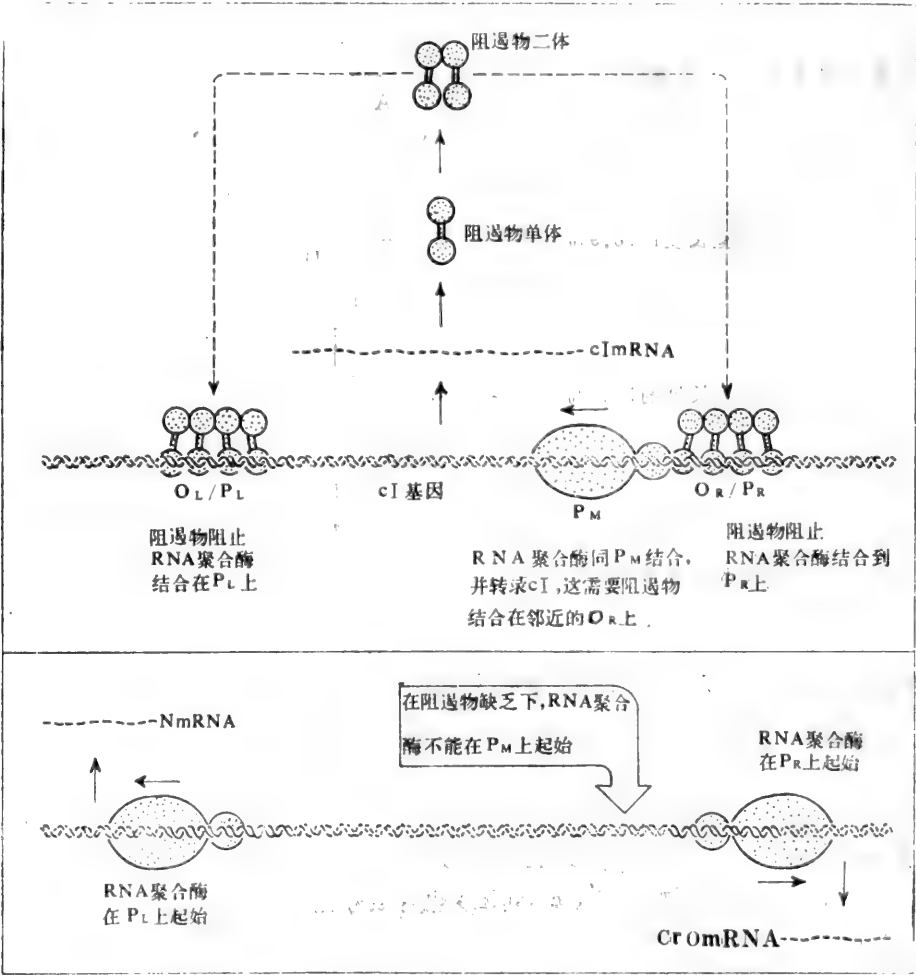 阻遏物二体
阻遏物单体
cImRNA
OL/PL
cI基因
PM
OR/PR
阻遏物阻止
RNA聚合酶
结合在PL上
RNA聚合酶同PM结合,
并转录cI,这需要阻遏物
结合在邻近的OR上.
阻遏物阻止
RNA聚合酶结合到
PR上
NmRNA
在阻遏物缺乏下,RNA聚合
酶不能在PM上起始
RNA聚合酶
在PR上起始
RNA聚合酶
在PL上起始
CromRNA